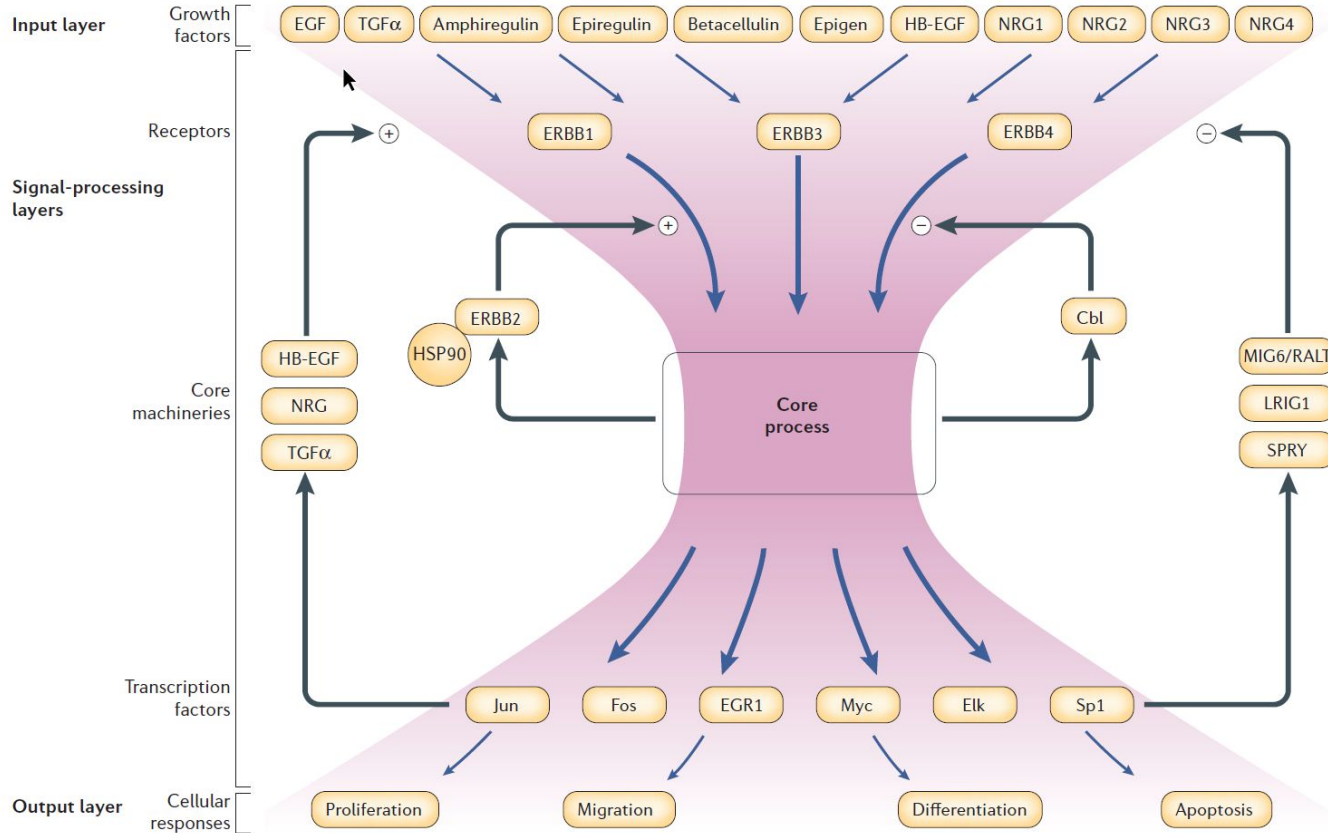 Input layer
Growth
factors
EGF
TGFα
Amphiregulin
Epiregulin
Betacellulin
Epigen
HB-EGF
NRG1
NRG2
NRG3
NRG4
Receptors
ERBB1
ERBB3
ERBB4
+
−
Signal-processing
layers
+
−
ERBB2
HSP90
Cbl
HB-EGF
NRG
TGFα
Core
machineries
Core
process
MIG6/RALT
LRIG1
SPRY
Transcription
factors
Jun
Fos
EGR1
Myc
Elk
Sp1
Output layer
Cellular
responses
Proliferation
Migration
Differentiation
Apoptosis